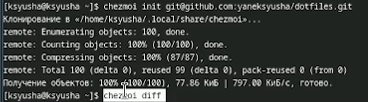 [ksyusha@ksyusha ~]$ chezmoi init git@github.com:yaneksyusha/dotfiles.git
Клонирование в «/home/ksyusha/.local/share/chezmoi»...
remote: Enumerating objects: 100, done.
remote: Counting objects: 100% (100/100), done.
remote: Compressing objects: 100% (87/87), done.
remote: Total 100 (delta 0), reused 99 (delta 0), pack-reused 0 (from 0)
Получение объектов: 100% (100/100), 77.86 КиБ | 797.00 КиБ/с, готово.
[ksyusha@ksyusha ~]$ chezmoi diff